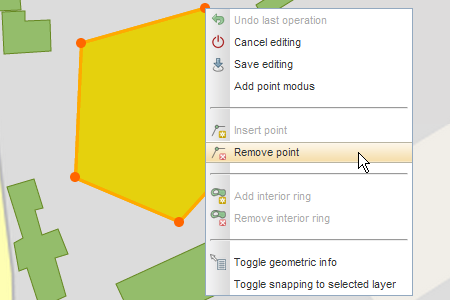 Undo last operation
Cancel editing
Save editing
Add point modus
Insert point
Remove point
Add interior ring
Remove interior ring
Toggle geometric info
Toggle snapping to selected layer